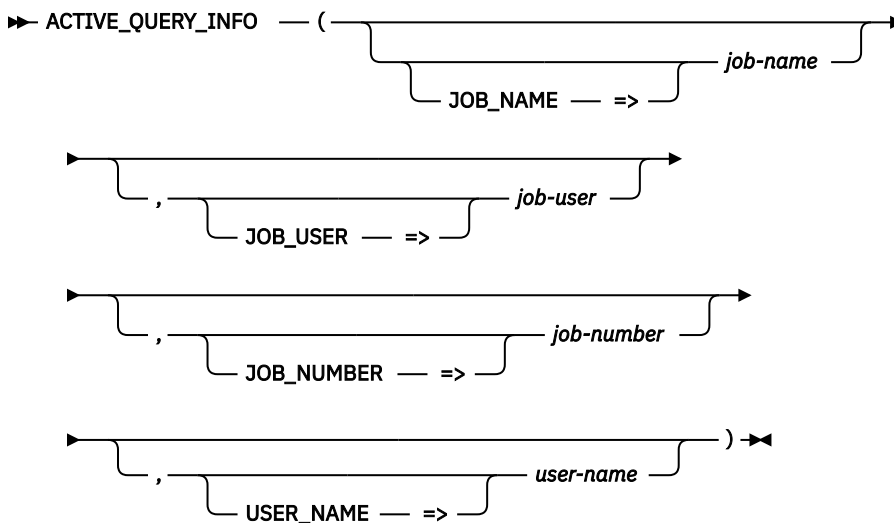 ACTIVE_QUERY_INFO ( job-name
JOB_NAME =>
, job-user
JOB_USER =>
, job-number
JOB_NUMBER =>
)
, user-name
USER_NAME =>